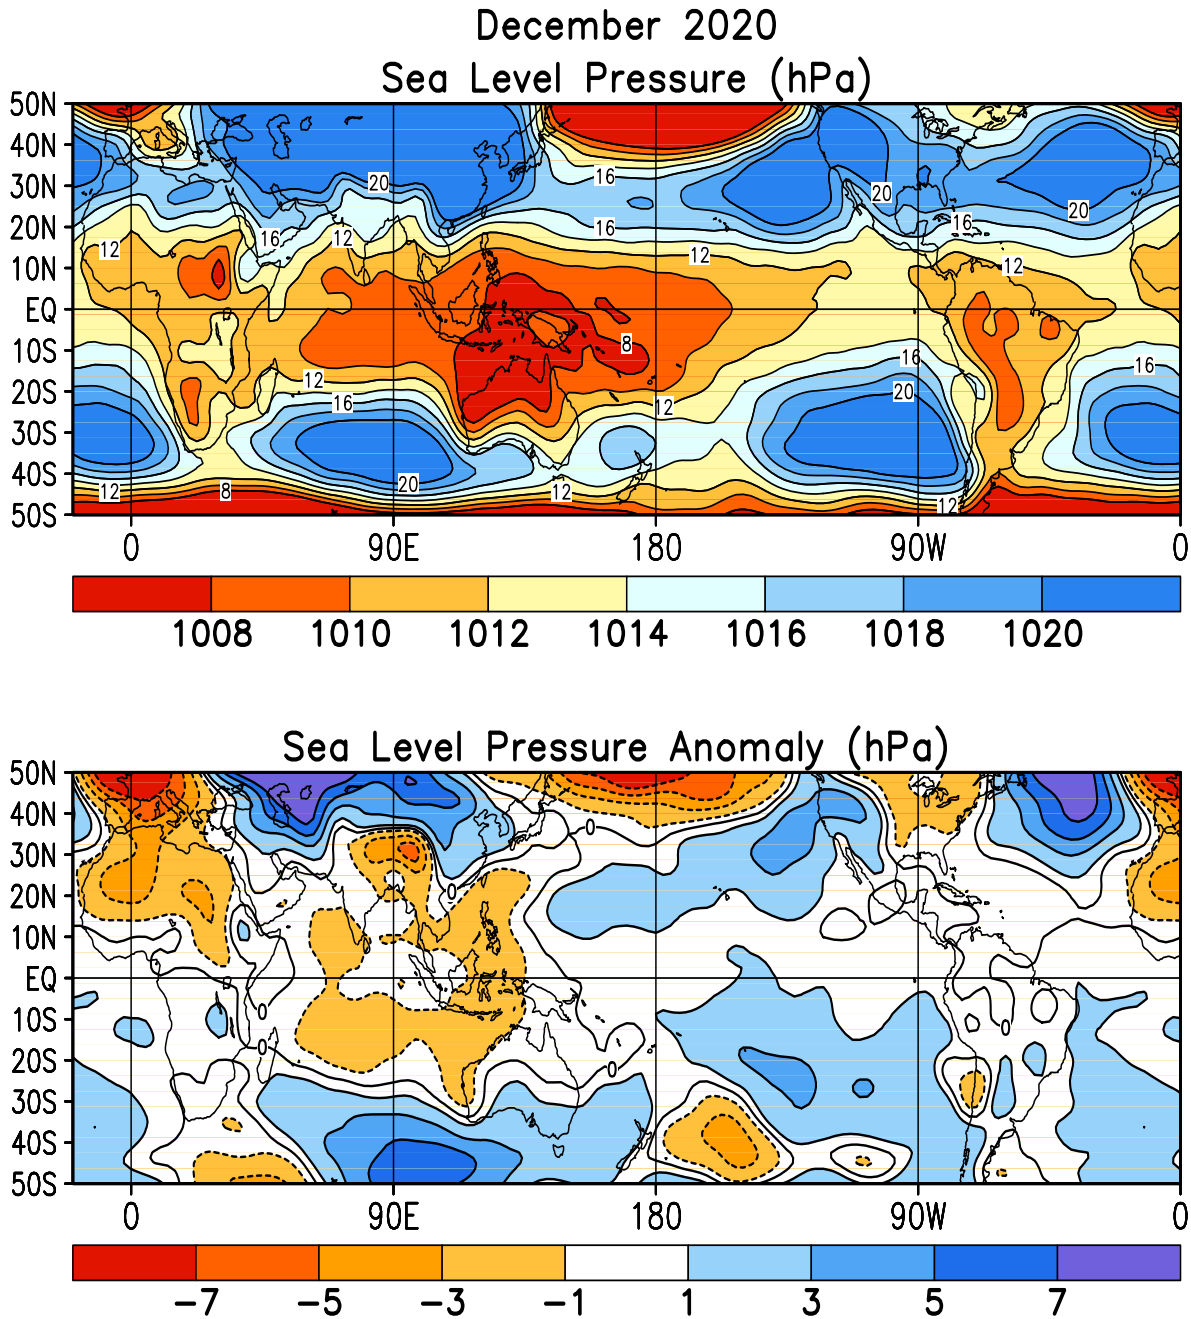 December 2020
Sea Level Pressure (hPa)
50N
40N
30N
20N
10N
EQ
10S
20S
30S
40S
50S
20
16
20
20
16
16
16
12
12
12
12
8
16
16
12
16
20
12
20
12
8
12
12
0 90E 180 90W 0
1008 1010 1012 1014 1016 1018 1020
Sea Level Pressure Anomaly (hPa)
50N
40N
30N
20N
10N
EQ
10S
20S
30S
40S
50S
0
0
0
0
0
0
0 90E 180 90W 0
−7 −5 −3 −1 1 3 5 7